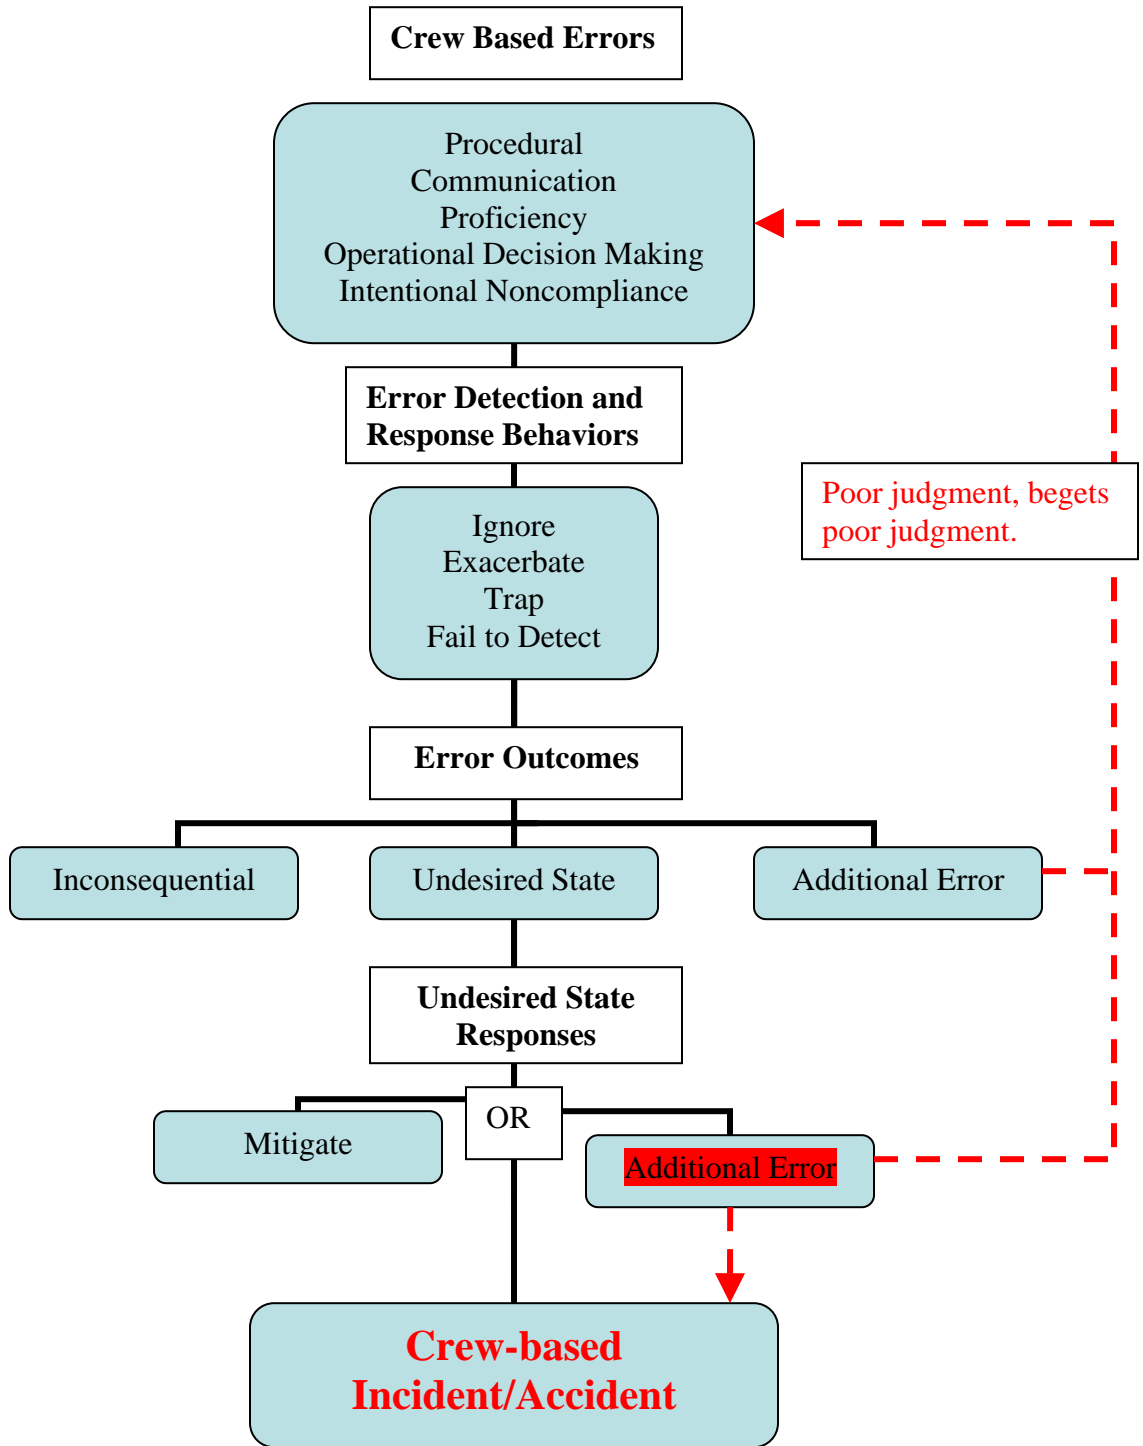 Crew Based Errors
Procedural
Communication
Proficiency
Operational Decision Making
Intentional Noncompliance
Error Detection and
Response Behaviors
Poor judgment, begets
poor judgment.
Ignore
Exacerbate
Trap
Fail to Detect
Error Outcomes
Inconsequential
Undesired State
Additional Error
Undesired State
Responses
OR
Mitigate
Additional Error
Crew-based
Incident/Accident